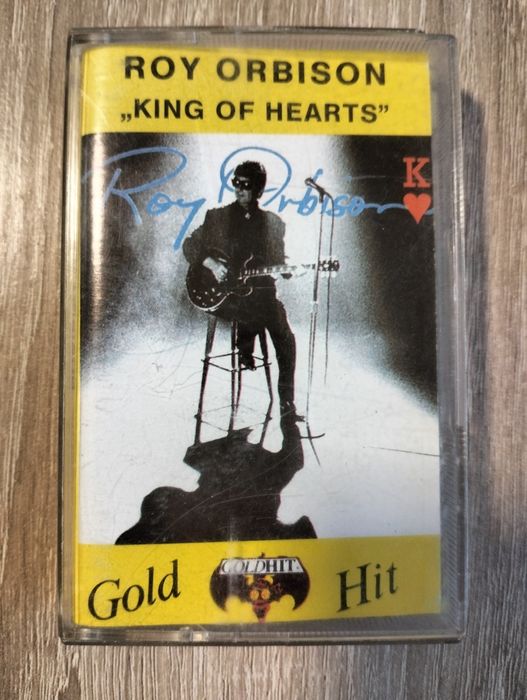 ROY ORBISON
„KING OF HEARTS”
Roy Orbison
K
GOLDHIT
Gold Hit